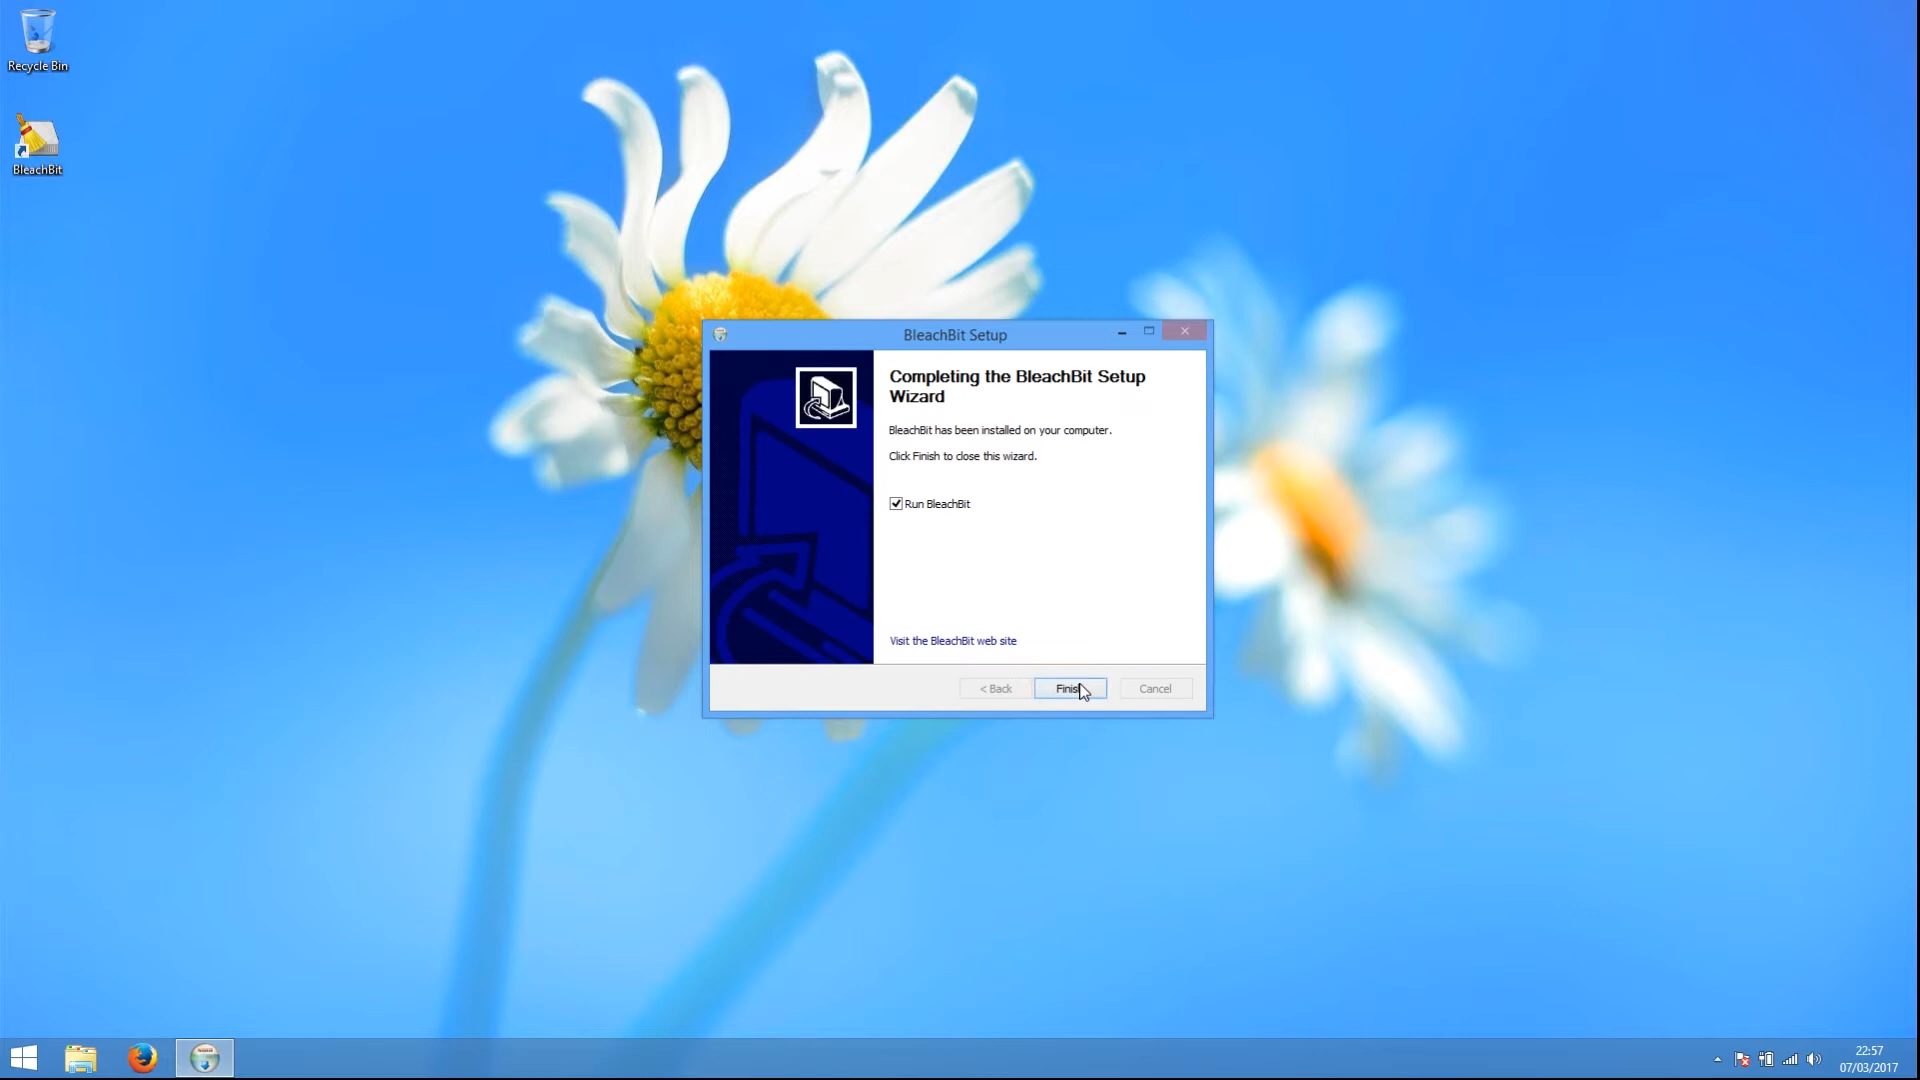 Recycle Bin
BleachBit
BleachBit Setup
Completing the BleachBit Setup
Wizard
BleachBit has been installed on your computer.
Click Finish to close this wizard.
Run BleachBit
Visit the BleachBit web site
< Back
Finish
Cancel
22:57
07/03/2017